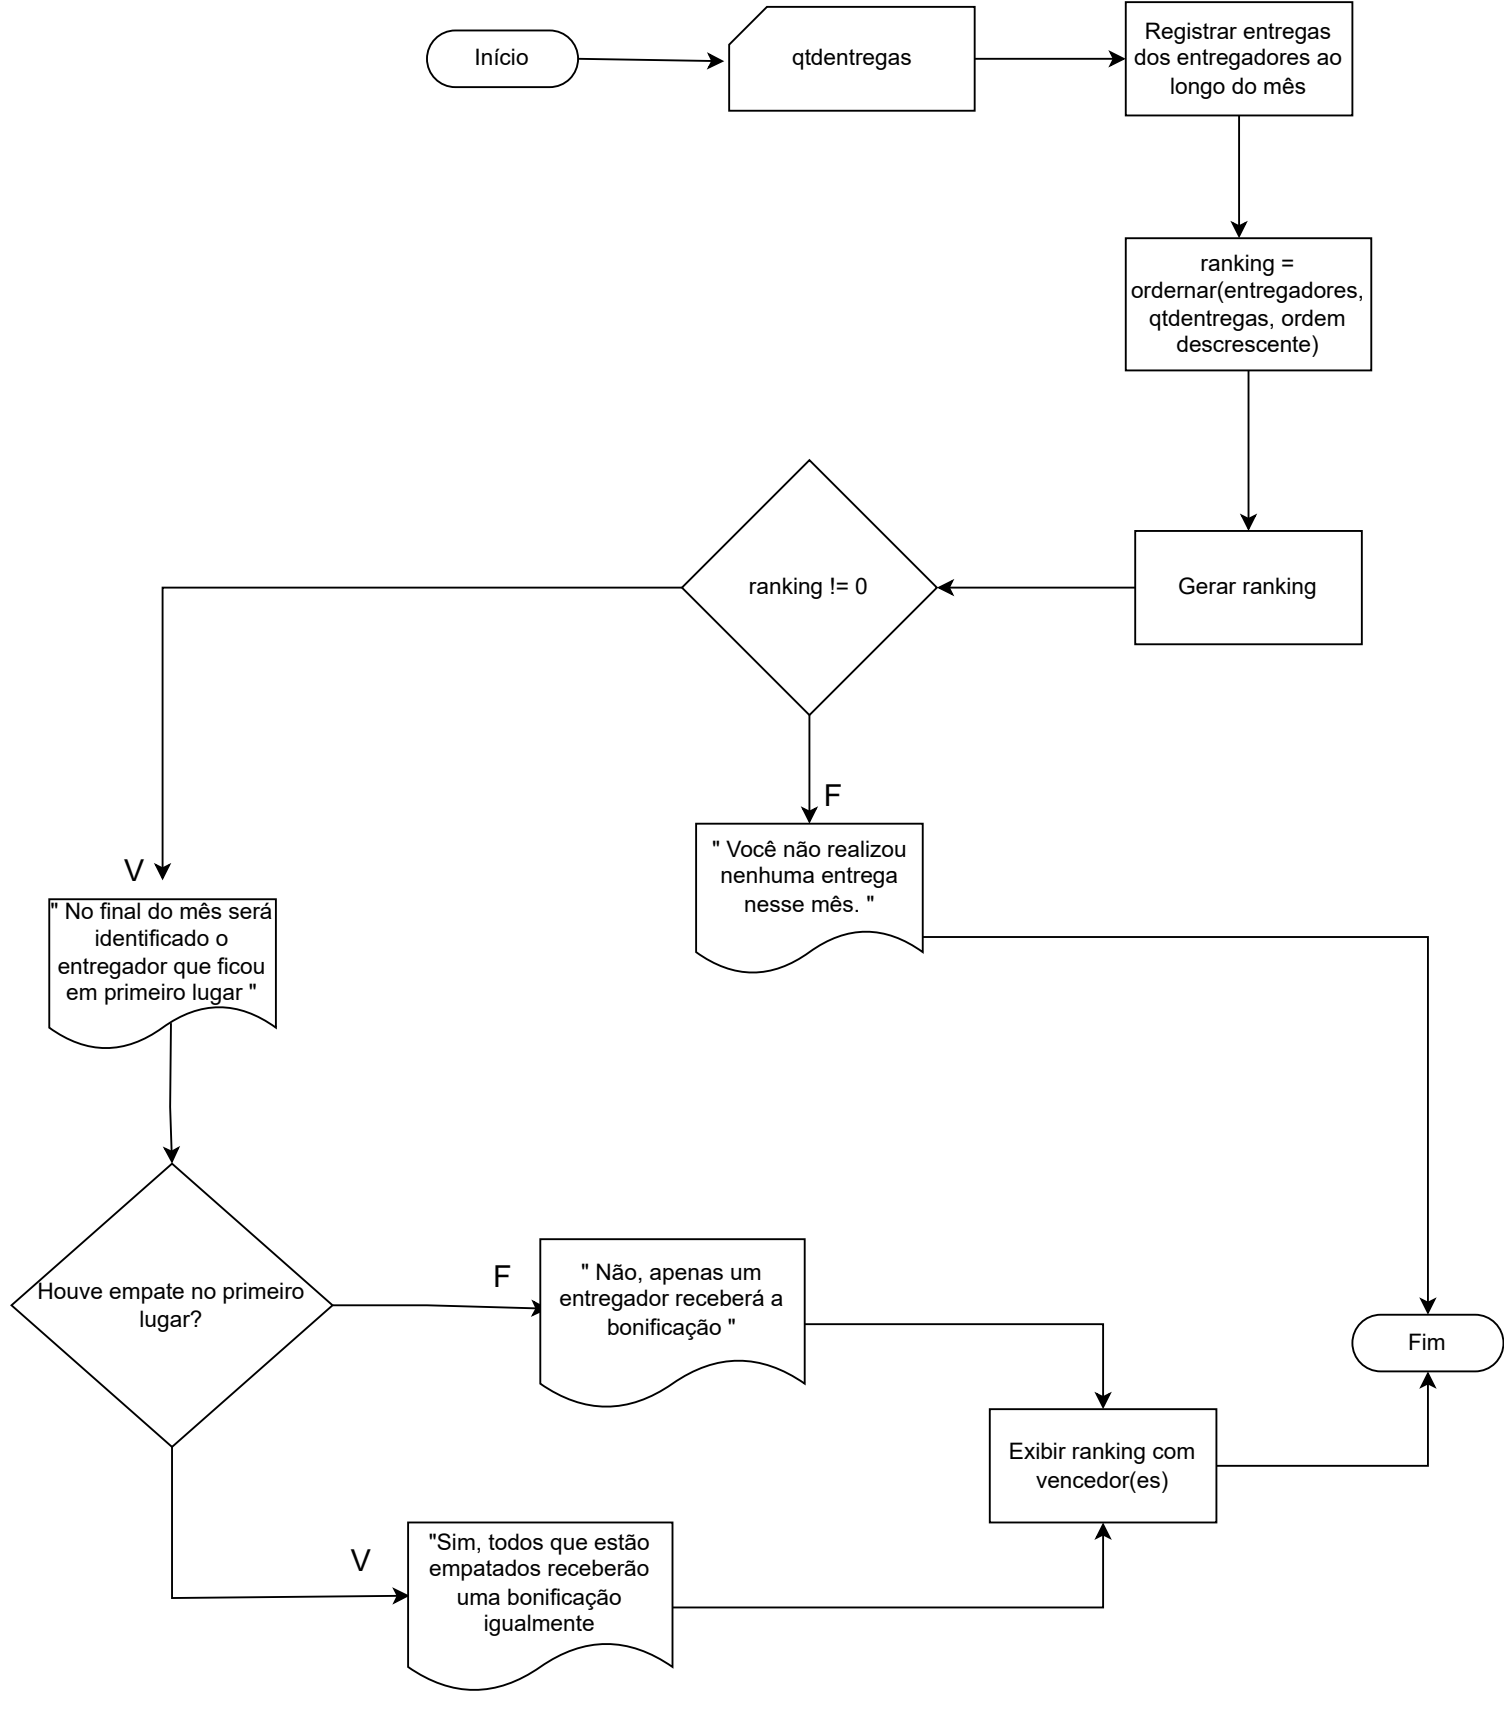 Início
qtdentregas
Registrar entregas
dos entregadores ao
longo do mês
ranking =
ordernar(entregadores,
qtdentregas, ordem
descrescente)
Gerar ranking
ranking != 0
F
" Você não realizou
nenhuma entrega
nesse mês. "
V
" No final do mês será
identificado o
entregador que ficou
em primeiro lugar "
Houve empate no primeiro
lugar?
F
" Não, apenas um
entregador receberá a
bonificação "
V
"Sim, todos que estão
empatados receberão
uma bonificação
igualmente
Exibir ranking com
vencedor(es)
Fim